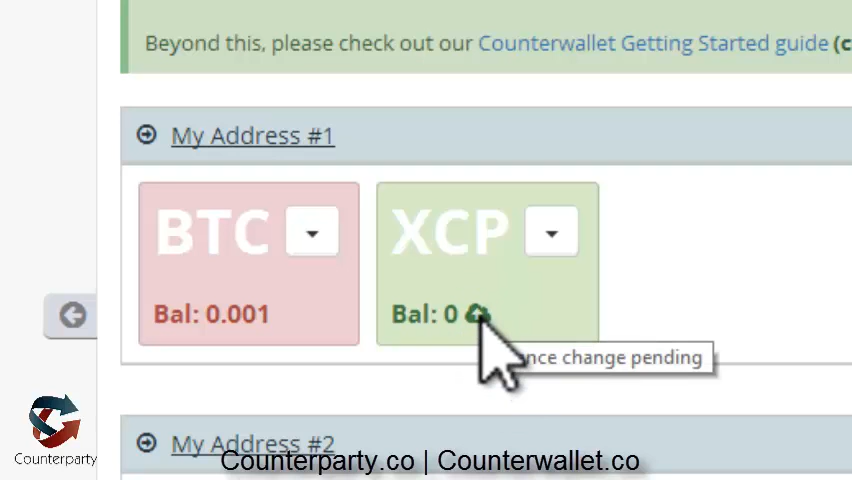 Beyond this, please check out our Counterwallet Getting Started guide (c
My Address #1
BTC
XCP
Bal: 0.001
Bal: 0
change pending
My Address #2
Counterparty
Counterparty.co | Counterwallet.co